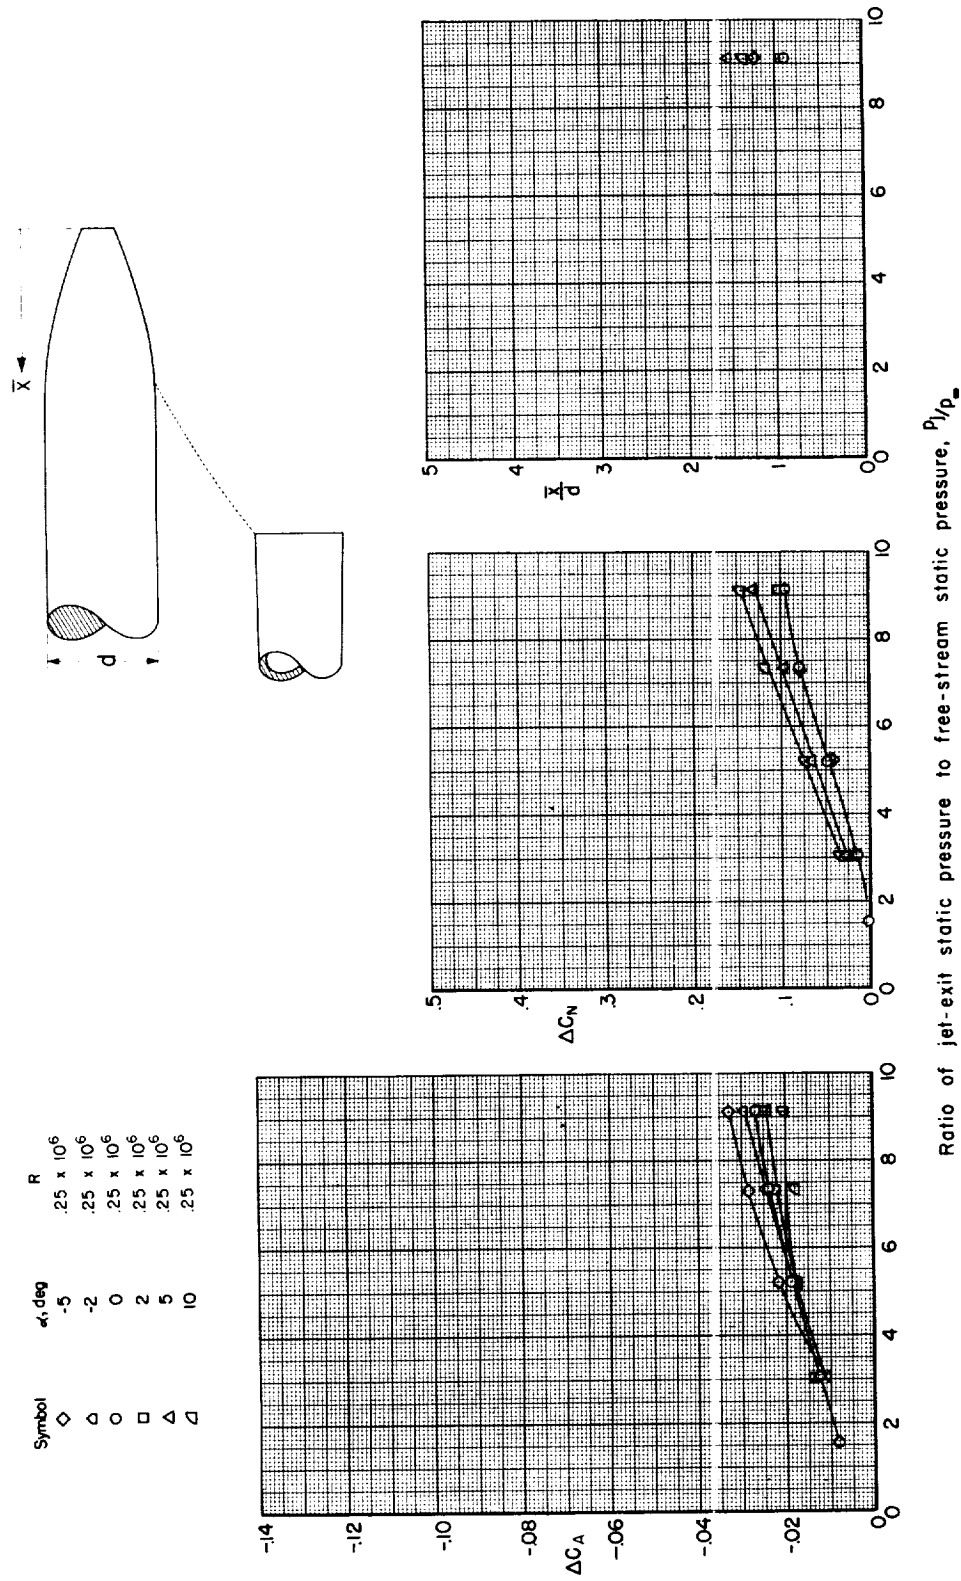 Symbol α, deg R
◇ -5 .25 x 10⁶
△ -2 .25 x 10⁶
○ 0 .25 x 10⁶
□ 2 .25 x 10⁶
△ 5 .25 x 10⁶
◁ 10 .25 x 10⁶
x̄
d
-.14
-.12
-.10
-.08
-.06
-.04
-.02
0
ΔC_A
0 2 4 6 8 10
.5
.4
.3
.2
.1
0
ΔC_N
0 2 4 6 8 10
5
4
3
2
1
0
x̄/d
0 2 4 6 8 10
Ratio of jet-exit static pressure to free-stream static pressure, p_j/p_∞